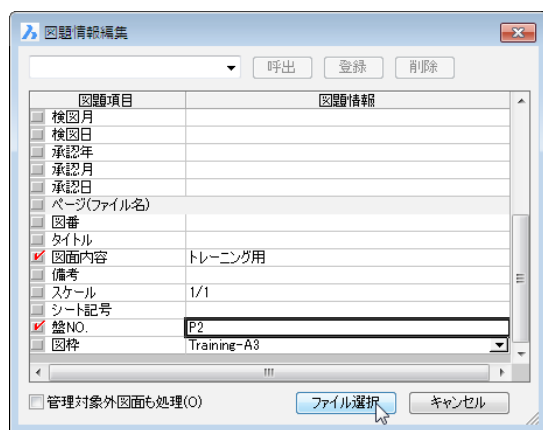 図題情報編集
呼出 登録 削除
図題項目 図題情報
検図月
検図日
承認年
承認月
承認日
ページ(ファイル名)
図番
タイトル
図面内容 トレーニング用
備考
スケール 1/1
シート記号
盤NO. P2
図枠 Training-A3
管理対象外図面も処理(O) ファイル選択 キャンセル